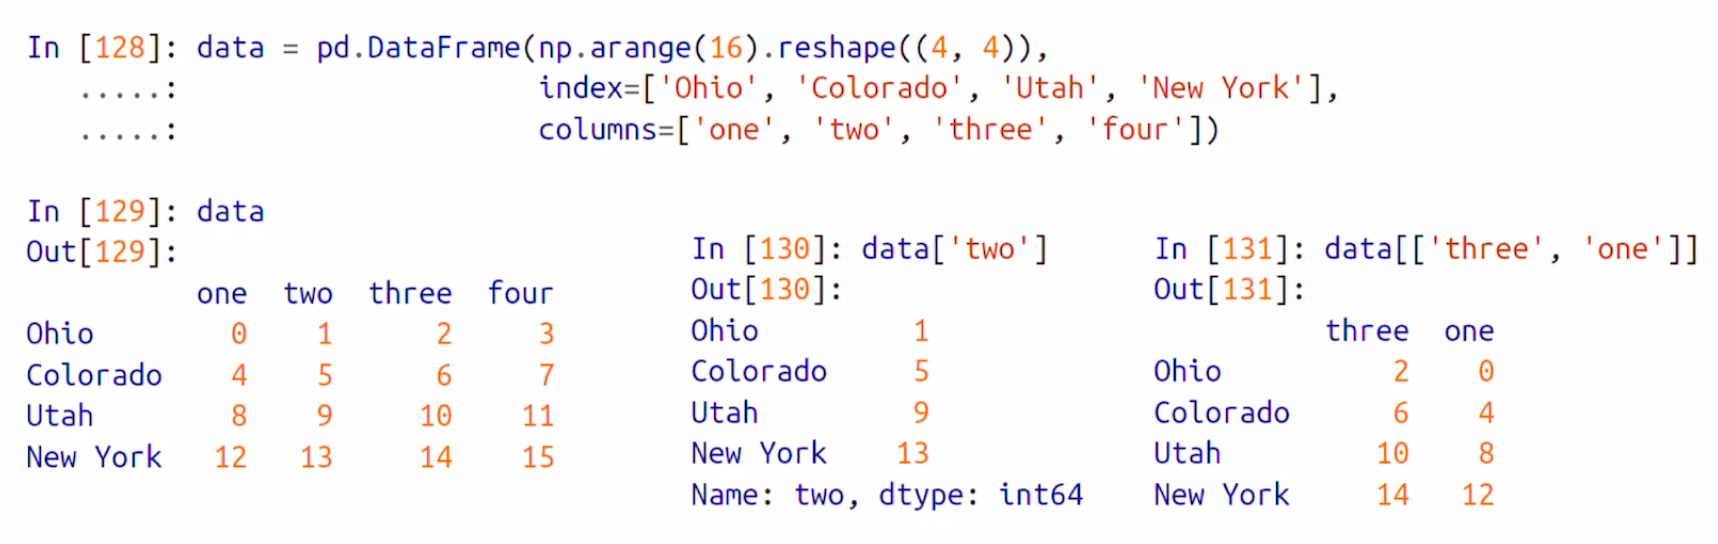 In [128]: data = pd.DataFrame(np.arange(16).reshape((4, 4)),
.....: index=['Ohio', 'Colorado', 'Utah', 'New York'],
.....: columns=['one', 'two', 'three', 'four'])
In [129]: data
Out[129]:
one two three four
Ohio 0 1 2 3
Colorado 4 5 6 7
Utah 8 9 10 11
New York 12 13 14 15
In [130]: data['two']
Out[130]:
Ohio 1
Colorado 5
Utah 9
New York 13
Name: two, dtype: int64
In [131]: data[['three', 'one']]
Out[131]:
three one
Ohio 2 0
Colorado 6 4
Utah 10 8
New York 14 12